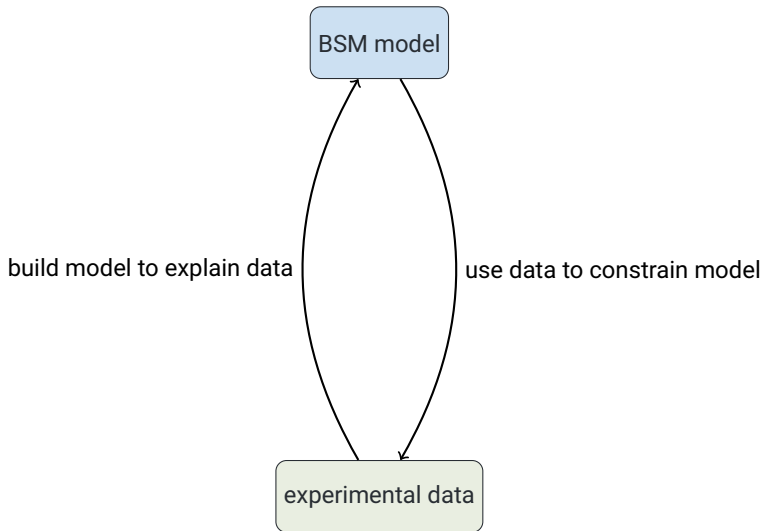 BSM model
build model to explain data
use data to constrain model
experimental data